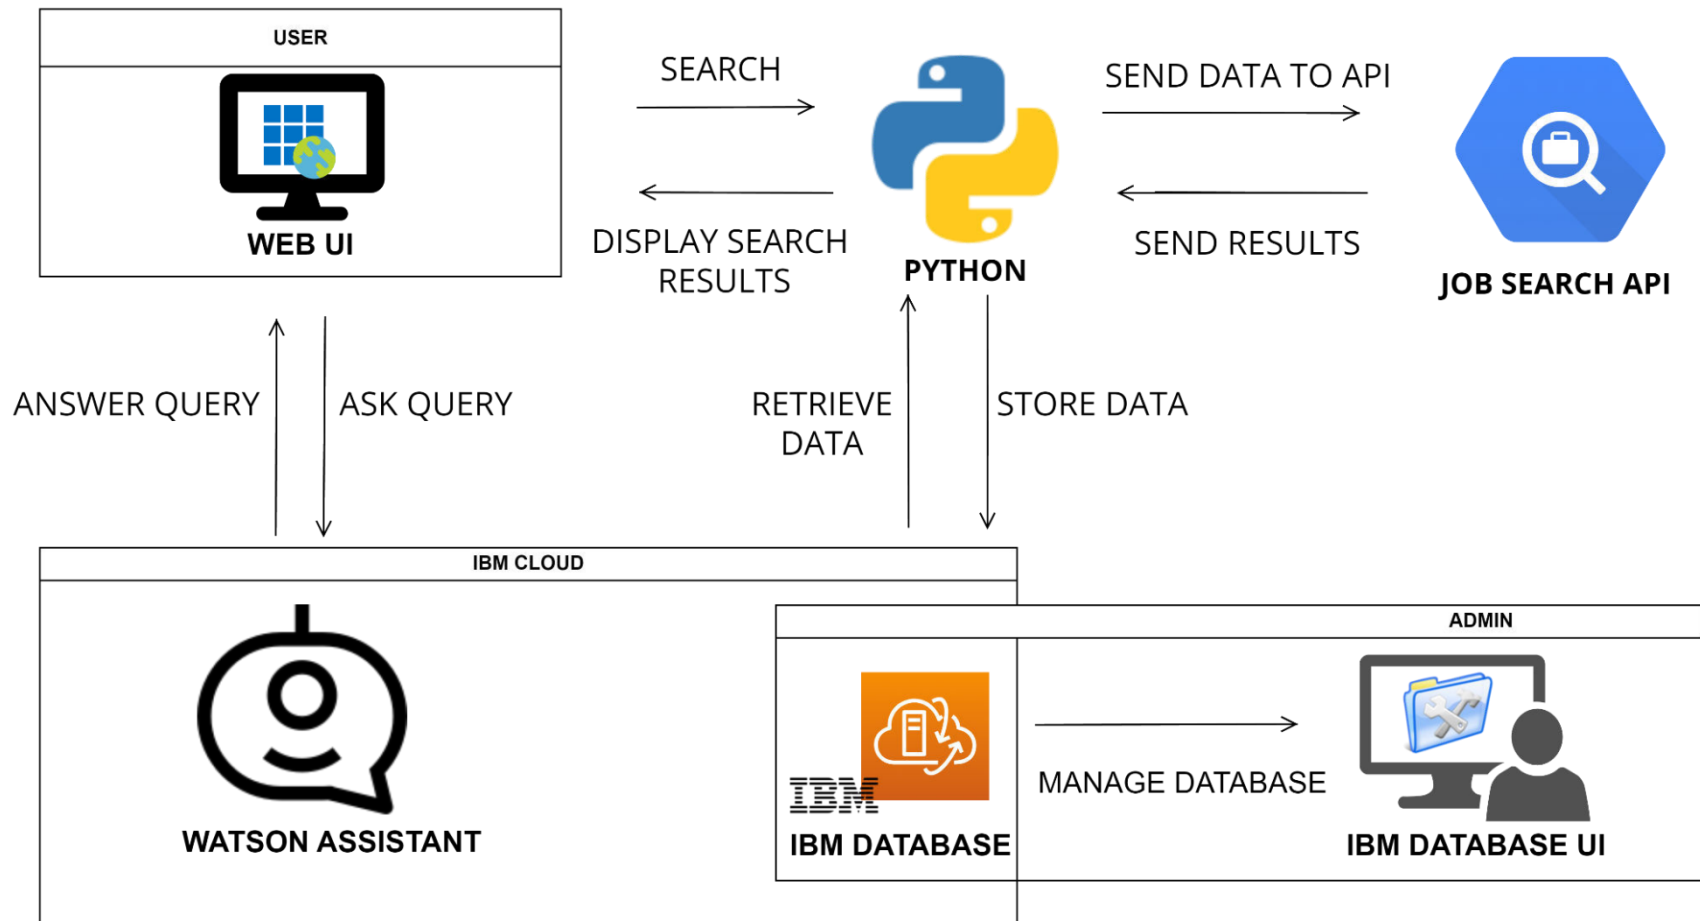 USER
WEB UI
SEARCH
DISPLAY SEARCH
RESULTS
PYTHON
SEND DATA TO API
SEND RESULTS
JOB SEARCH API
ANSWER QUERY
ASK QUERY
RETRIEVE
DATA
STORE DATA
IBM CLOUD
WATSON ASSISTANT
ADMIN
IBM
IBM DATABASE
MANAGE DATABASE
IBM DATABASE UI